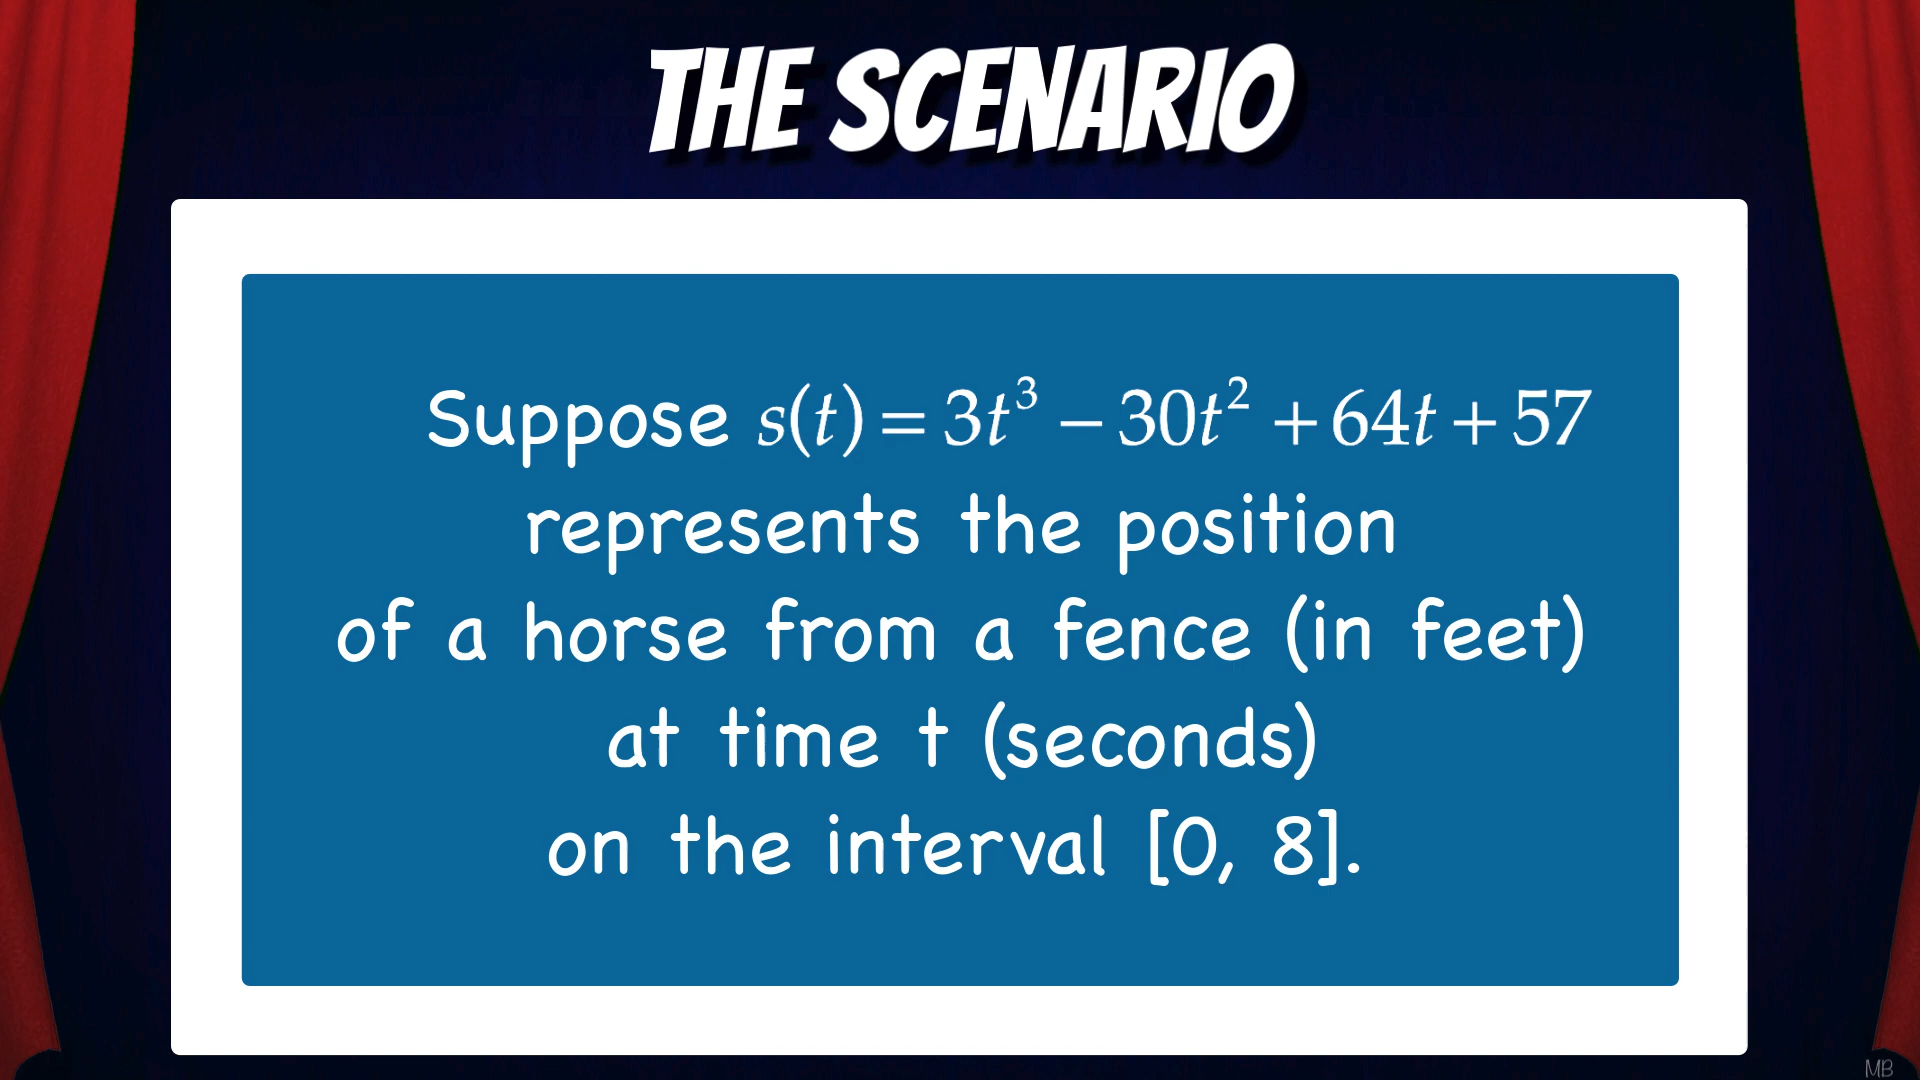 THE SCENARIO
Suppose s(t) = 3t³ − 30t² + 64t + 57
represents the position
of a horse from a fence (in feet)
at time t (seconds)
on the interval [0, 8].
MB